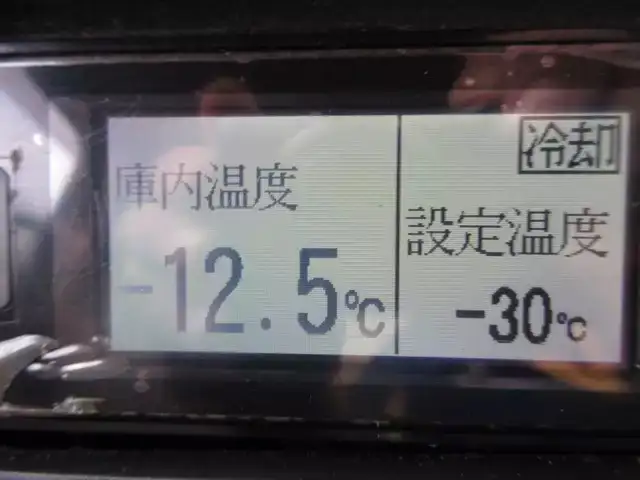 庫内温度
-12.5℃
冷却
設定温度
-30℃